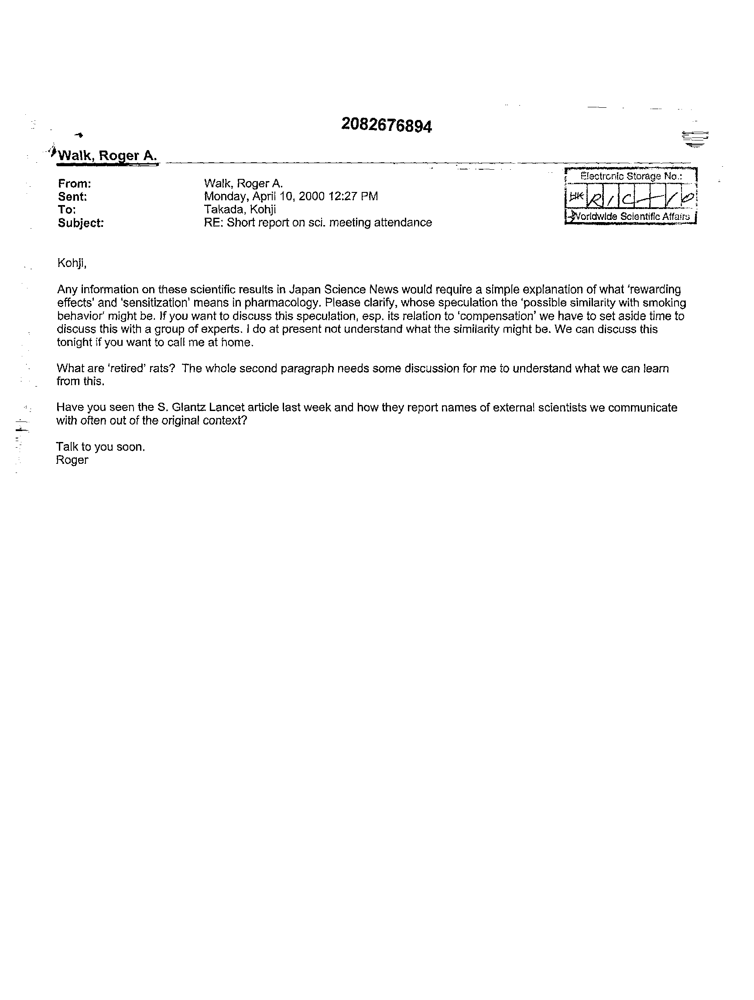 2082676894
Walk, Roger A.
Electronic Storage No.:
Worldwide Scientific Affairs
From: Walk, Roger A.
Sent: Monday, April 10, 2000 12:27 PM
To: Takada, Kohji
Subject: RE: Short report on sci. meeting attendance
Kohji,
Any information on these scientific results in Japan Science News would require a simple explanation of what 'rewarding
effects' and 'sensitization' means in pharmacology. Please clarify, whose speculation the 'possible similarity with smoking
behavior' might be. If you want to discuss this speculation, esp. its relation to 'compensation' we have to set aside time to
discuss this with a group of experts. I do at present not understand what the similarity might be. We can discuss this
tonight if you want to call me at home.
What are 'retired' rats? The whole second paragraph needs some discussion for me to understand what we can learn
from this.
Have you seen the S. Glantz Lancet article last week and how they report names of external scientists we communicate
with often out of the original context?
Talk to you soon.
Roger